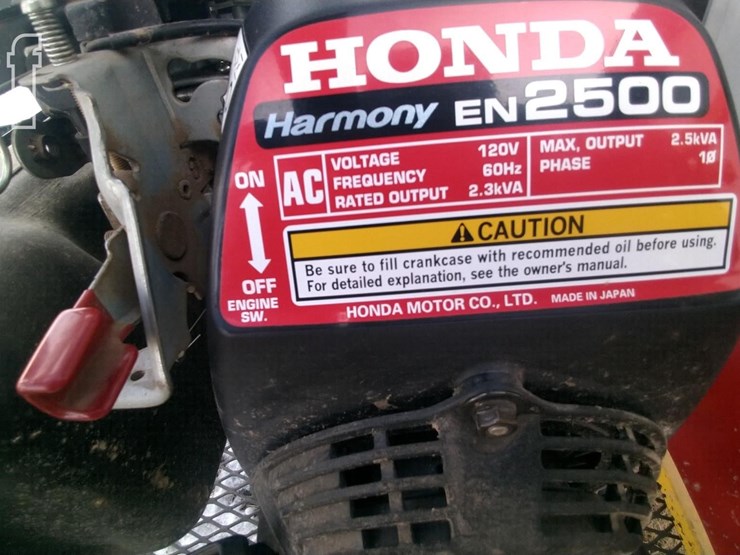 f
HONDA
Harmony EN2500
ON
AC
VOLTAGE 120V
FREQUENCY 60Hz
RATED OUTPUT 2.3kVA
MAX, OUTPUT 2.5kVA
PHASE 1Ø
OFF
ENGINE
SW.
CAUTION
Be sure to fill crankcase with recommended oil before using.
For detailed explanation, see the owner's manual.
HONDA MOTOR CO., LTD. MADE IN JAPAN